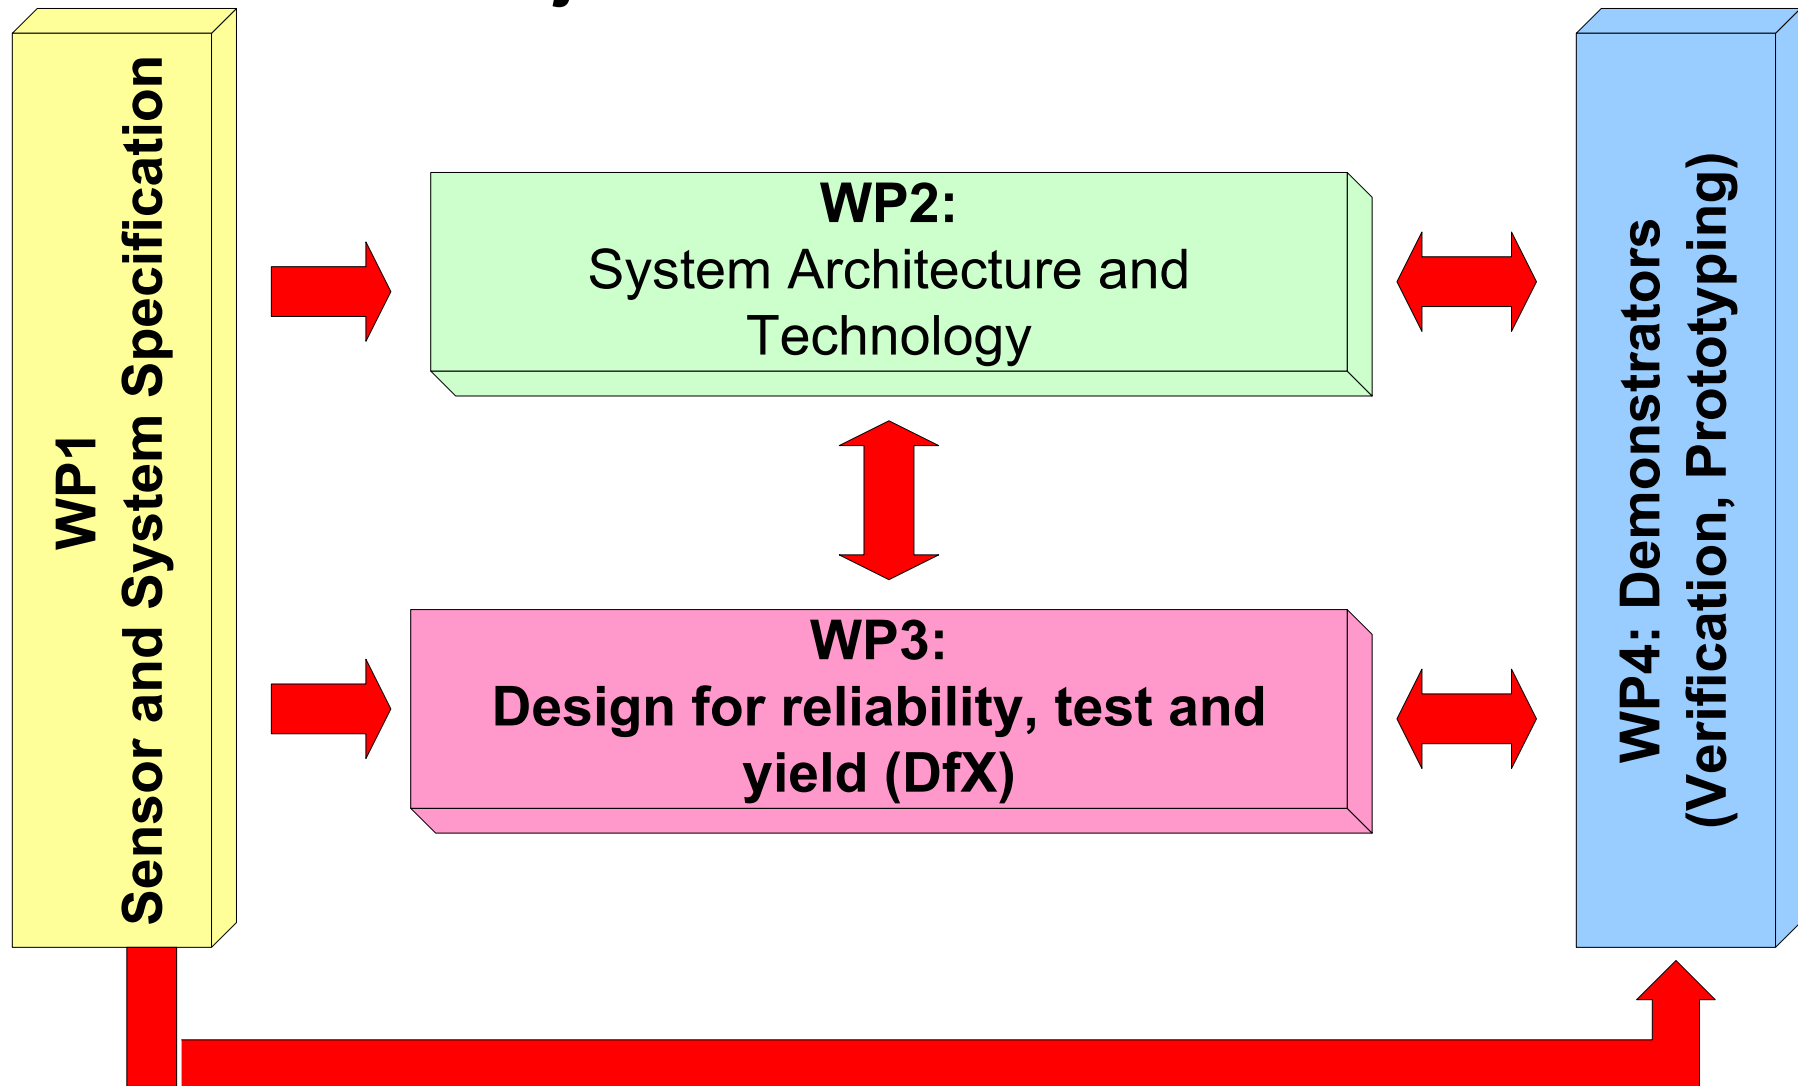 WP1
Sensor and System Specification
WP2:
System Architecture and
Technology
WP3:
Design for reliability, test and
yield (DfX)
WP4: Demonstrators
(Verification, Prototyping)